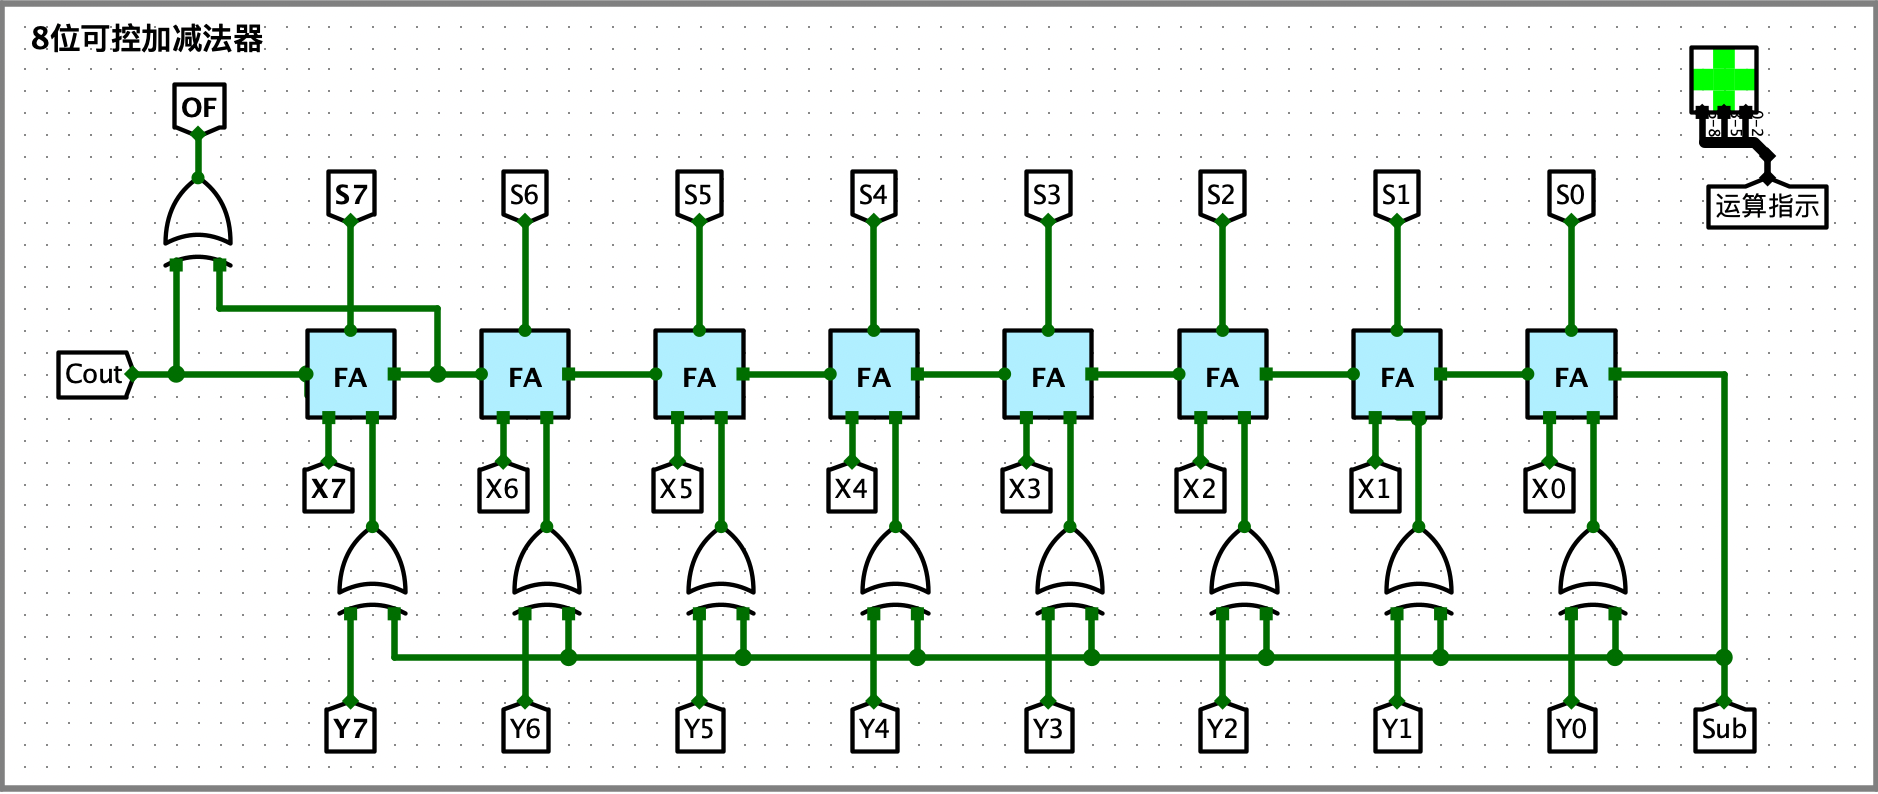 8位可控加减法器
OF
S7 S6 S5 S4 S3 S2 S1 S0
运算指示
Cout FA FA FA FA FA FA FA FA
X7 X6 X5 X4 X3 X2 X1 X0
Y7 Y6 Y5 Y4 Y3 Y2 Y1 Y0 Sub